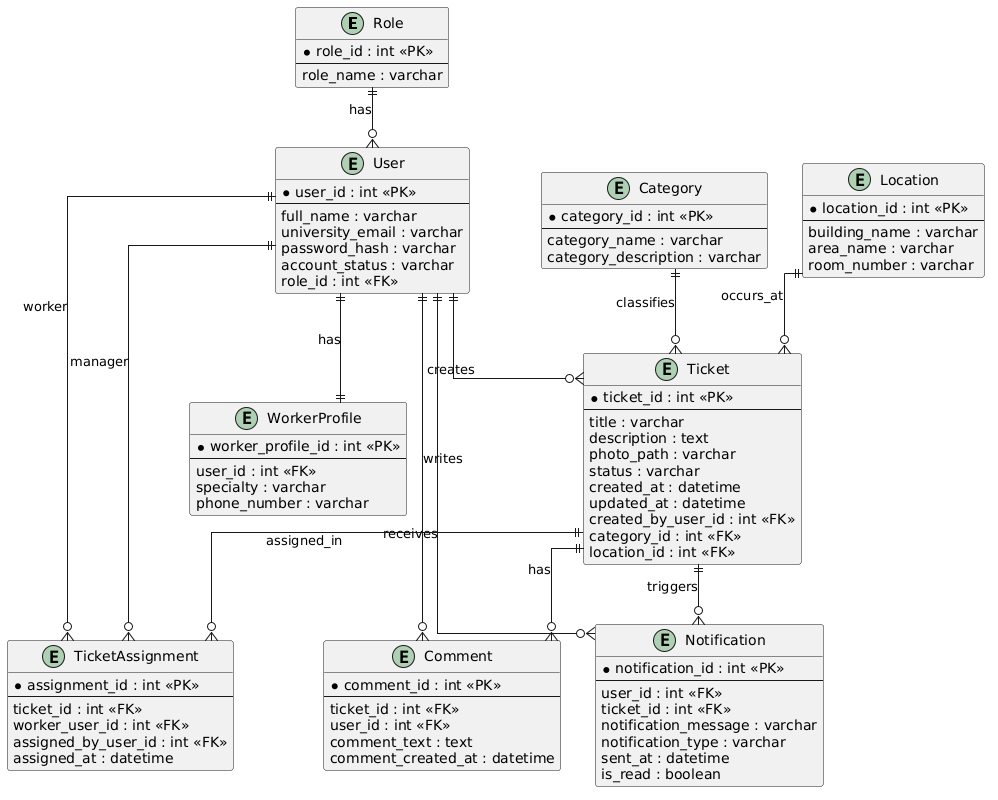 E Role
* role_id : int «PK»
role_name : varchar
has
E User
* user_id : int «PK»
full_name : varchar
university_email : varchar
password_hash : varchar
account_status : varchar
role_id : int «FK»
E Category
* category_id : int «PK»
category_name : varchar
category_description : varchar
E Location
* location_id : int «PK»
building_name : varchar
area_name : varchar
room_number : varchar
worker
manager
has
creates
classifies
occurs_at
E WorkerProfile
* worker_profile_id : int «PK»
user_id : int «FK»
specialty : varchar
phone_number : varchar
E Ticket
* ticket_id : int «PK»
title : varchar
description : text
photo_path : varchar
status : varchar
created_at : datetime
updated_at : datetime
created_by_user_id : int «FK»
category_id : int «FK»
location_id : int «FK»
writes
receives
assigned_in
has
triggers
E TicketAssignment
* assignment_id : int «PK»
ticket_id : int «FK»
worker_user_id : int «FK»
assigned_by_user_id : int «FK»
assigned_at : datetime
E Comment
* comment_id : int «PK»
ticket_id : int «FK»
user_id : int «FK»
comment_text : text
comment_created_at : datetime
E Notification
* notification_id : int «PK»
user_id : int «FK»
ticket_id : int «FK»
notification_message : varchar
notification_type : varchar
sent_at : datetime
is_read : boolean